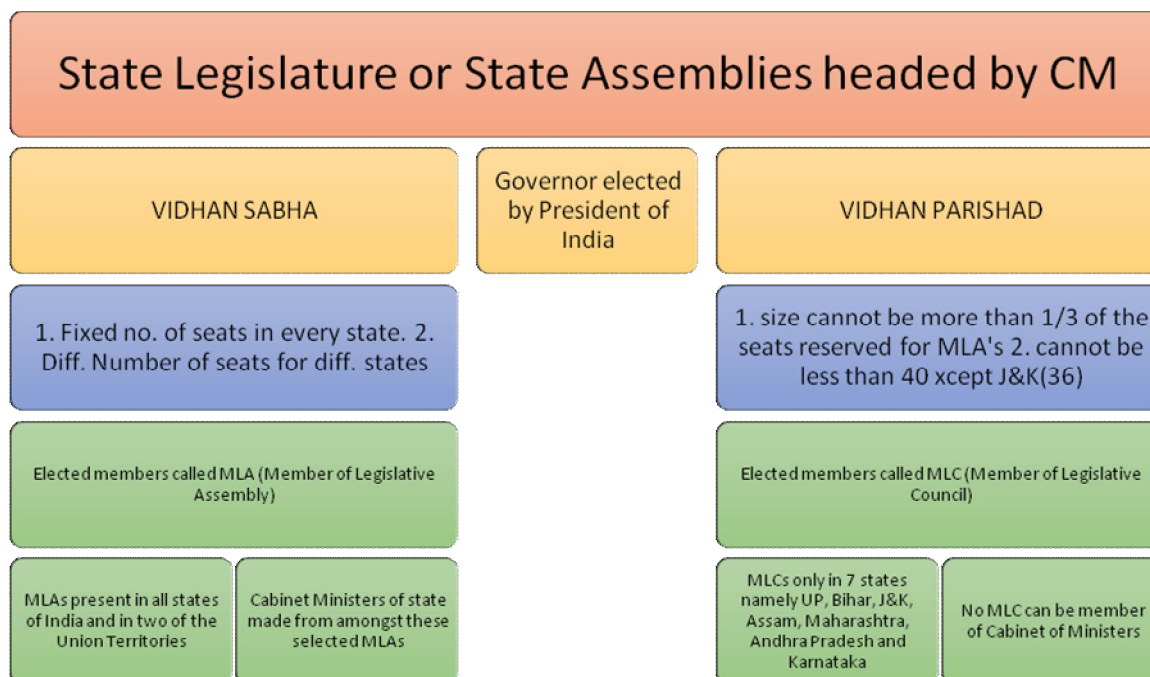 State Legislature or State Assemblies headed by CM
VIDHAN SABHA
Governor elected
by President of
India
VIDHAN PARISHAD
1. Fixed no. of seats in every state. 2.
Diff. Number of seats for diff. states
1. size cannot be more than 1/3 of the
seats reserved for MLA's 2. cannot be
less than 40 xcept J&K(36)
Elected members called MLA (Member of Legislative
Assembly)
Elected members called MLC (Member of Legislative
Council)
MLAs present in all states
of India and in two of the
Union Territories
Cabinet Ministers of state
made from amongst these
selected MLAs
MLCs only in 7 states
namely UP, Bihar, J&K,
Assam, Maharashtra,
Andhra Pradesh and
Karnataka
No MLC can be member
of Cabinet of Ministers